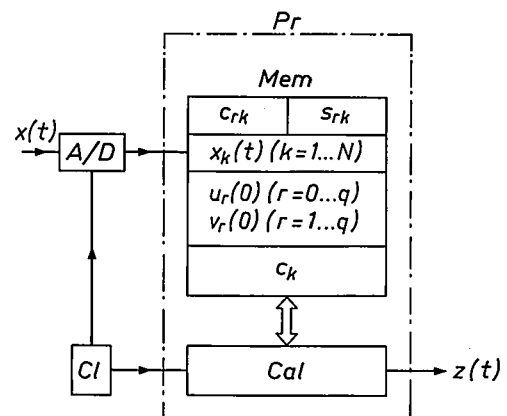 Pr
Mem
c_rk s_rk
x(t)
A/D
x_k(t) (k=1...N)
u_r(0) (r=0...q)
v_r(0) (r=1...q)
c_k
Cl
Cal
z(t)